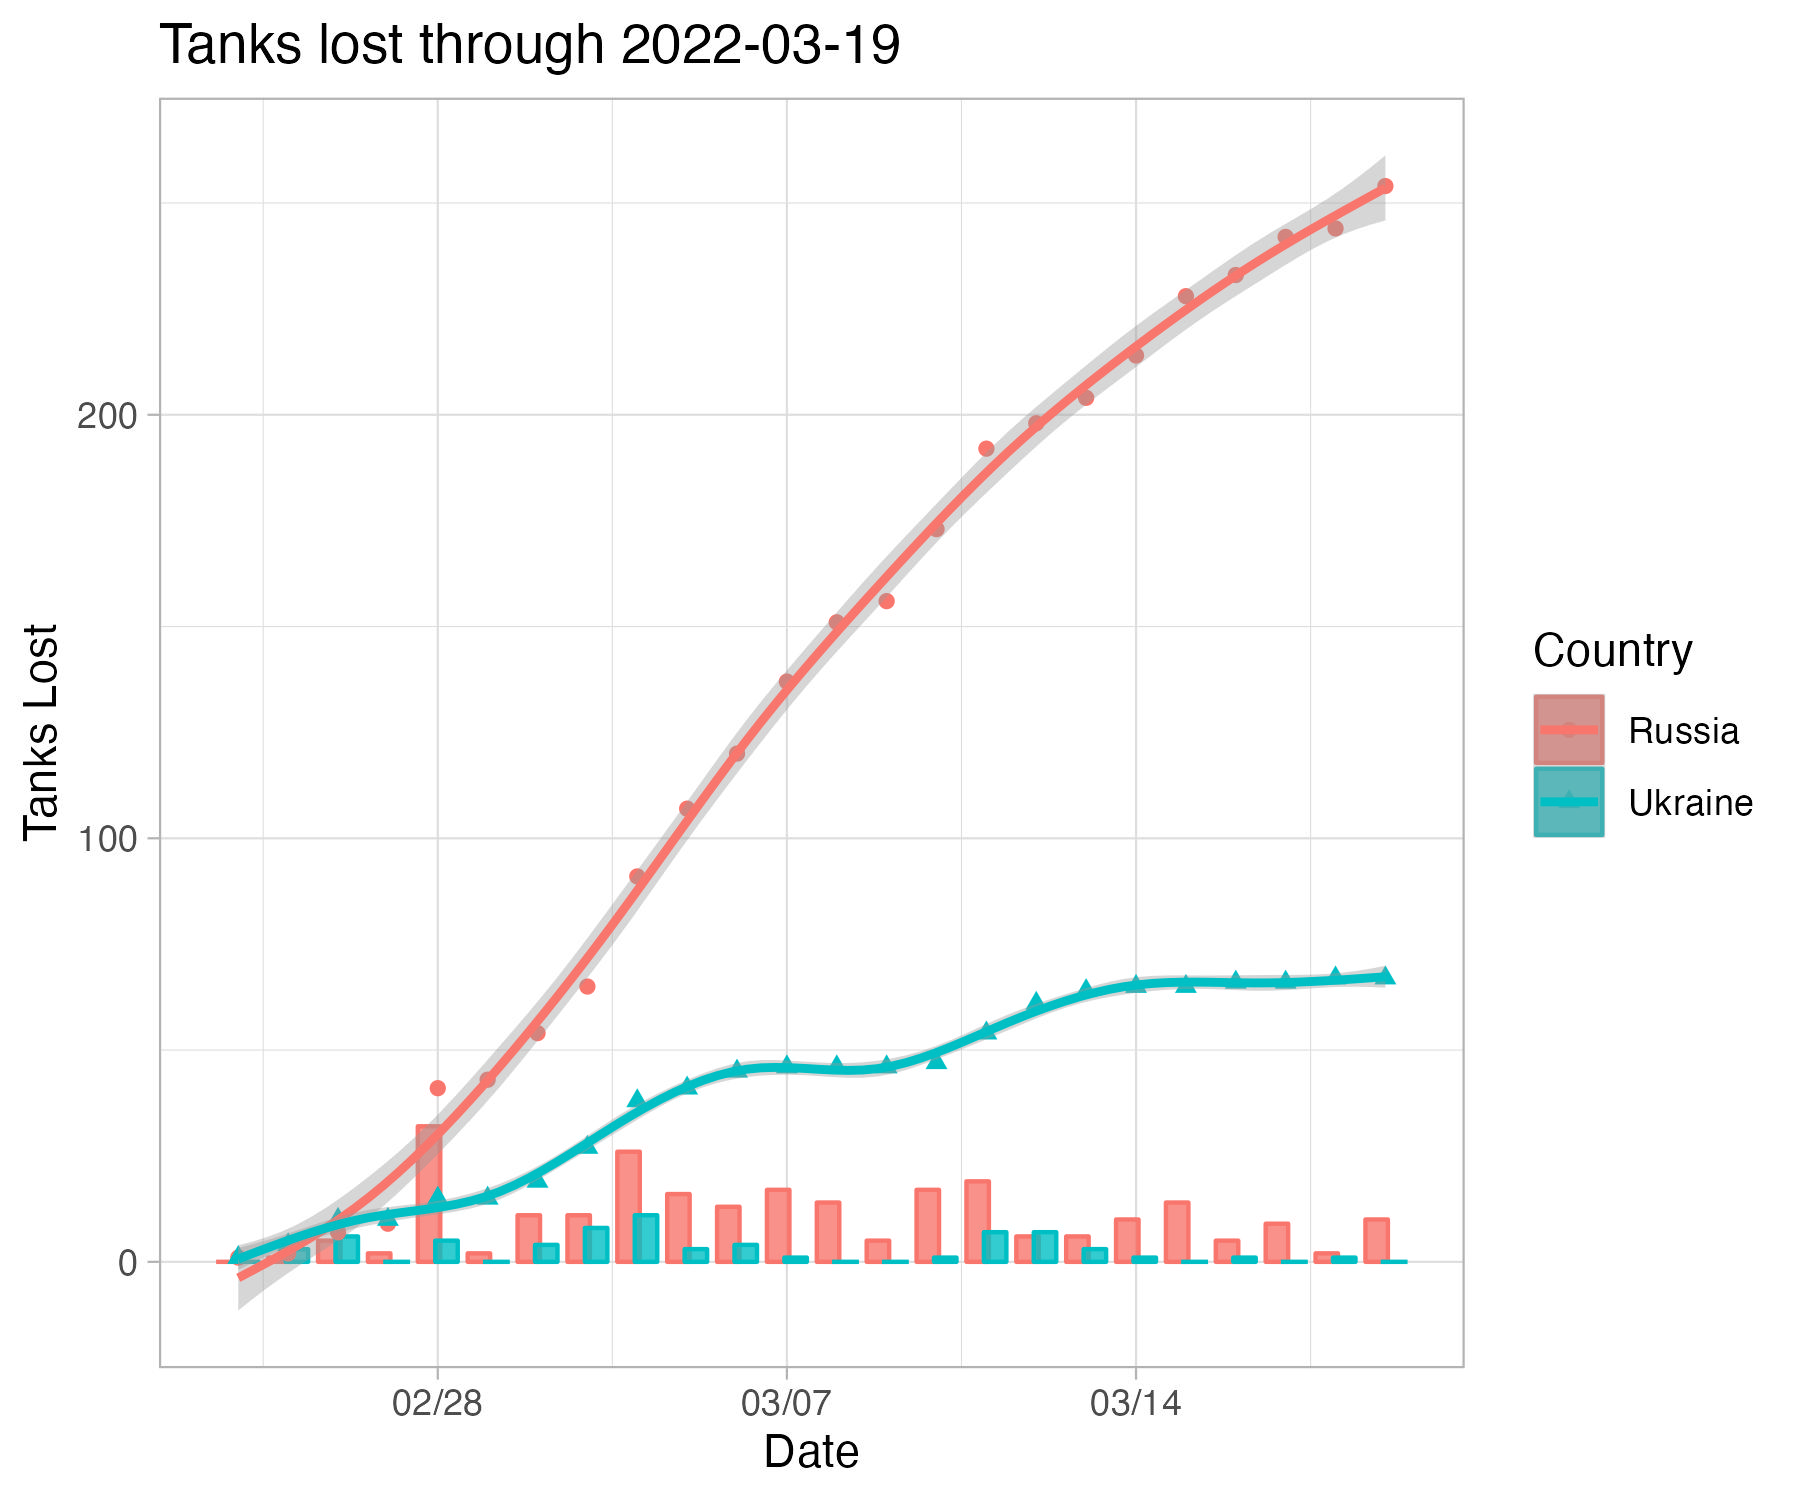 Tanks lost through 2022-03-19
200
100
0
Tanks Lost
02/28
03/07
03/14
Date
Country
Russia
Ukraine